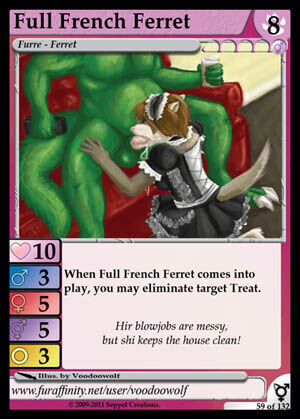 Full French Ferret
8
Furre - Ferret
10
3
5
5
3
When Full French Ferret comes into
play, you may eliminate target Treat.
Hir blowjobs are messy,
but shi keeps the house clean!
Illus. by Voodoowolf
www.furaffinity.net/user/voodoowolf
© 2009-2011 Seppet Creations.
59 of 132